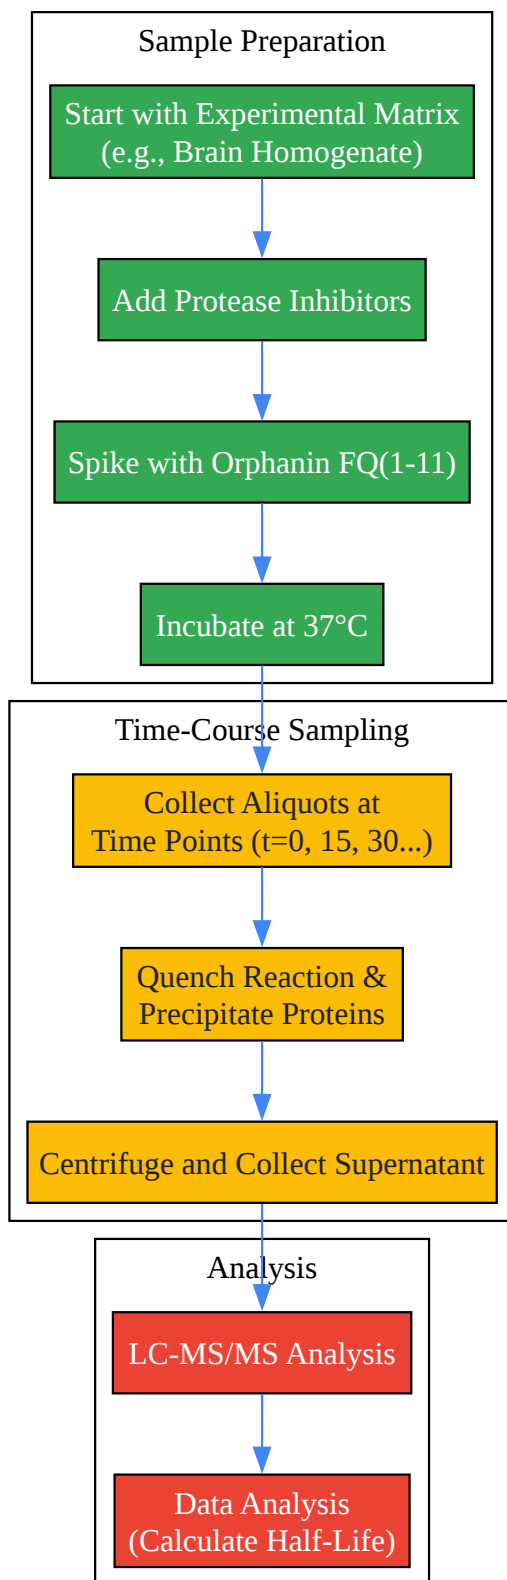 Sample Preparation
Start with Experimental Matrix
(e.g., Brain Homogenate)
Add Protease Inhibitors
Spike with Orphanin FQ(1-11)
Incubate at 37°C
Time-Course Sampling
Collect Aliquots at
Time Points (t=0, 15, 30...)
Quench Reaction &
Precipitate Proteins
Centrifuge and Collect Supernatant
Analysis
LC-MS/MS Analysis
Data Analysis
(Calculate Half-Life)